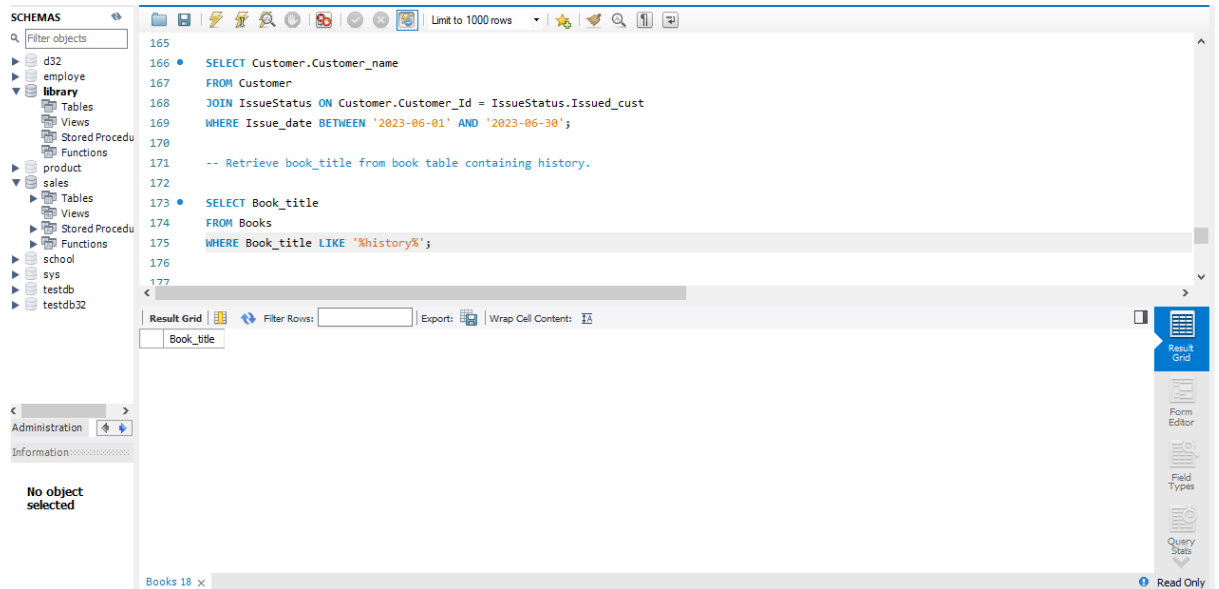 SCHEMAS
Filter objects
d32
employe
library
Tables
Views
Stored Procedu
Functions
product
sales
Tables
Views
Stored Procedu
Functions
school
sys
testdb
testdb32
Administration
Information
No object
selected
Limit to 1000 rows
165
166 SELECT Customer.Customer_name
167 FROM Customer
168 JOIN IssueStatus ON Customer.Customer_Id = IssueStatus.Issued_cust
169 WHERE Issue_date BETWEEN '2023-06-01' AND '2023-06-30';
170
171 -- Retrieve book_title from book table containing history.
172
173 SELECT Book_title
174 FROM Books
175 WHERE Book_title LIKE '%history%';
176
177
Result Grid Filter Rows: Export: Wrap Cell Content: IA
Book_title
Result
Grid
Form
Editor
Field
Types
Query
Stats
Books 18
Read Only